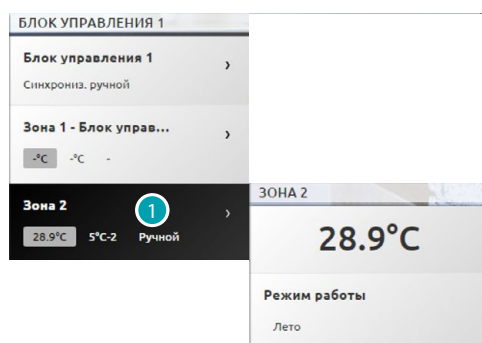 БЛОК УПРАВЛЕНИЯ 1
Блок управления 1
Синхрониз. ручной
Зона 1 - Блок управ...
-°C -°C -
Зона 2
1
28.9°C 5°C-2 Ручной
ЗОНА 2
28.9°C
Режим работы
Лето